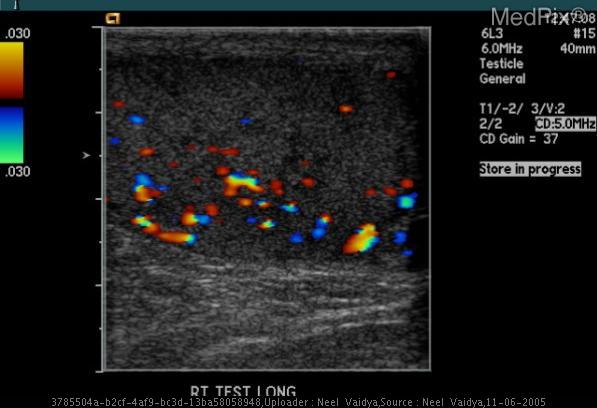 MedPix®
.030
6L3 #15
6.0MHz 40mm
Testicle
General
T1/-2/ 3/V:2
2/2 CD:5.0MHz
CD Gain = 37
.030
Store in progress
RT TEST LONG
3785504a-b2cf-4af9-bc3d-13ba58058948,Uploader : Neel Vaidya,Source : Neel Vaidya,11-06-2005